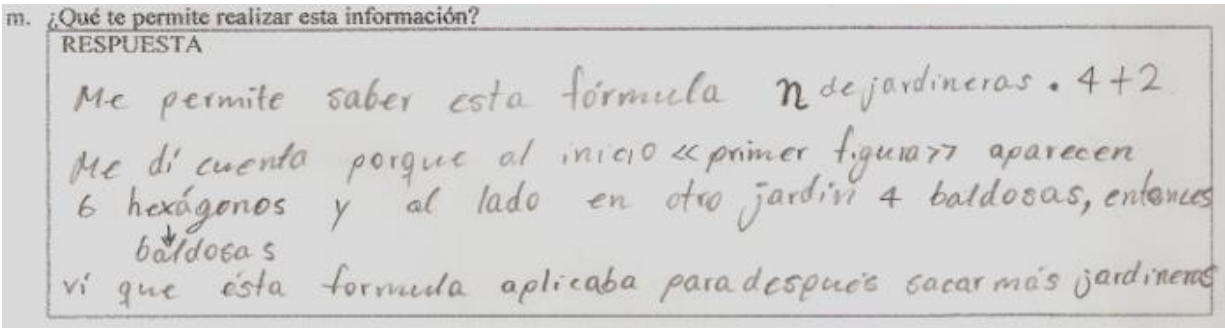 m. ¿Qué te permite realizar esta información?
RESPUESTA
Me permite saber esta fórmula n de jardineras . 4+2
Me dí cuenta porque al inicio «primer figura» aparecen
6 hexágonos y al lado en otro jardín 4 baldosas, entonces
↓
baldosas
ví que ésta formula aplicaba para después sacar más jardineras